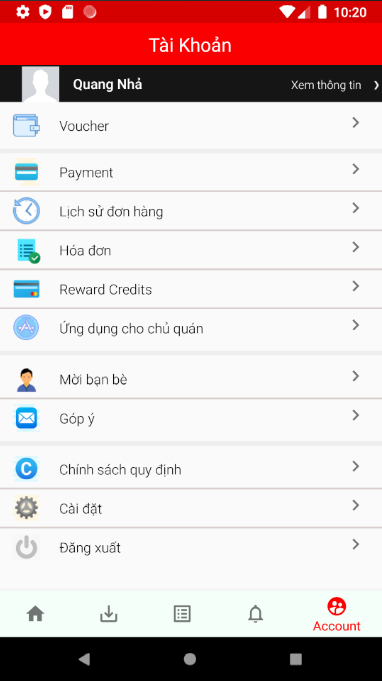 10:20
Tài Khoản
Quang Nhả Xem thông tin
Voucher
Payment
Lịch sử đơn hàng
Hóa đơn
Reward Credits
Ứng dụng cho chủ quán
Mời bạn bè
Góp ý
Chính sách quy định
Cài đặt
Đăng xuất
Account